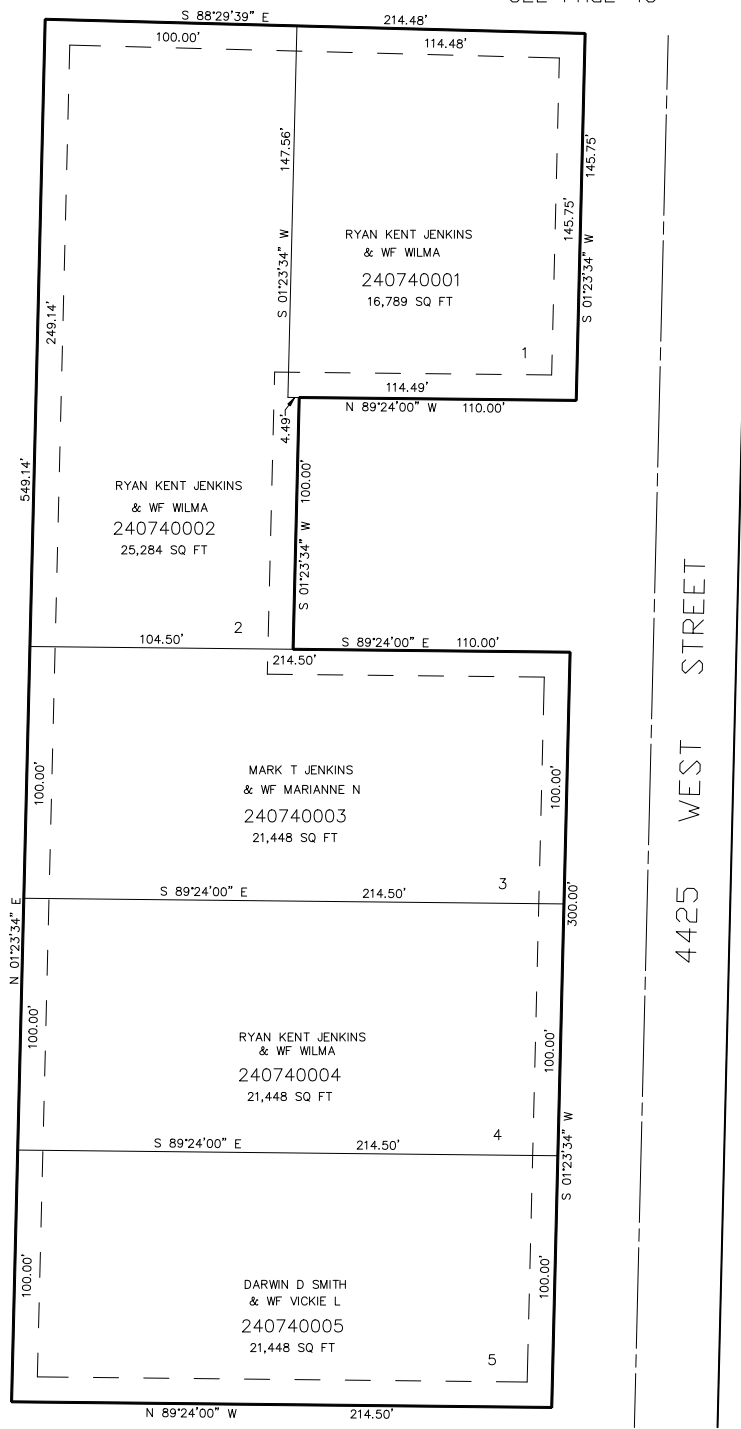 S 88°29'39" E
214.48'
100.00'
114.48'
147.56'
S 01°23'34" W
145.75'
145.75'
S 01°23'34" W
RYAN KENT JENKINS
& WF WILMA
240740001
16,789 SQ FT
1
249.14'
549.14'
114.49'
N 89°24'00" W 110.00'
4.49'
S 01°23'34" W 100.00'
RYAN KENT JENKINS
& WF WILMA
240740002
25,284 SQ FT
2
104.50'
S 89°24'00" E 110.00'
214.50'
100.00'
MARK T JENKINS
& WF MARIANNE N
240740003
21,448 SQ FT
100.00'
3
S 89°24'00" E 214.50'
300.00'
N 01°23'34" E
4425 WEST STREET
100.00'
RYAN KENT JENKINS
& WF WILMA
240740004
21,448 SQ FT
100.00'
4
S 89°24'00" E 214.50'
S 01°23'34" W
100.00'
DARWIN D SMITH
& WF VICKIE L
240740005
21,448 SQ FT
100.00'
5
N 89°24'00" W 214.50'